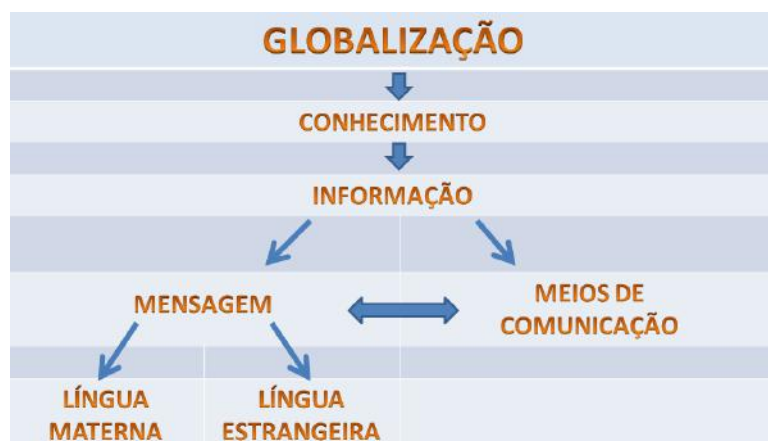 GLOBALIZAÇÃO
CONHECIMENTO
INFORMAÇÃO
MENSAGEM
MEIOS DE
COMUNICAÇÃO
LÍNGUA
MATERNA
LÍNGUA
ESTRANGEIRA